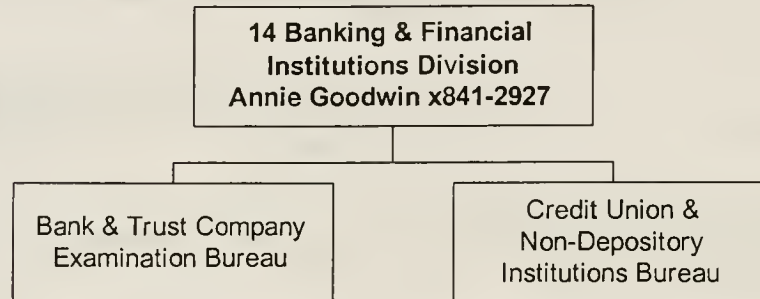 14 Banking & Financial
Institutions Division
Annie Goodwin x841-2927
Bank & Trust Company
Examination Bureau
Credit Union &
Non-Depository
Institutions Bureau